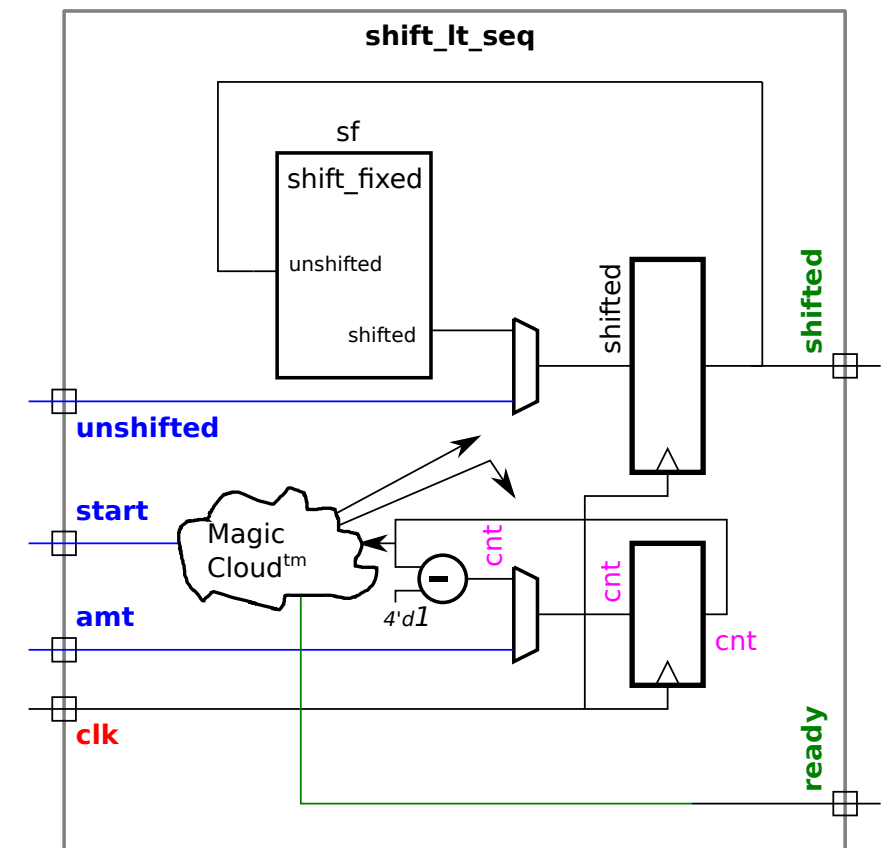 shift_lt_seq
sf
shift_fixed
unshifted
shifted
shifted
shifted
unshifted
start
Magic
Cloudtm
cnt
cnt
amt
4'd1
cnt
clk
ready